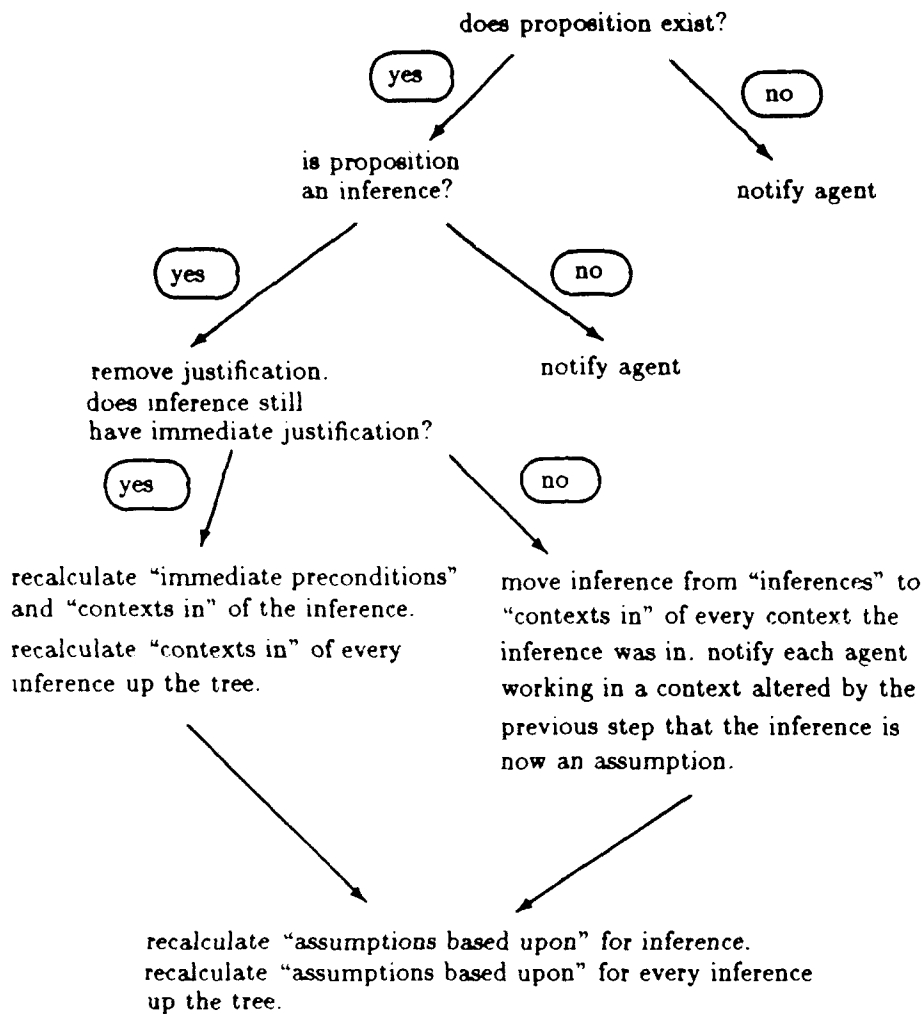 does proposition exist?
yes
no
is proposition
an inference?
notify agent
yes
no
remove justification.
does inference still
have immediate justification?
notify agent
yes
no
recalculate “immediate preconditions”
and “contexts in” of the inference.
recalculate “contexts in” of every
inference up the tree.
move inference from “inferences” to
“contexts in” of every context the
inference was in. notify each agent
working in a context altered by the
previous step that the inference is
now an assumption.
recalculate “assumptions based upon” for inference.
recalculate “assumptions based upon” for every inference
up the tree.